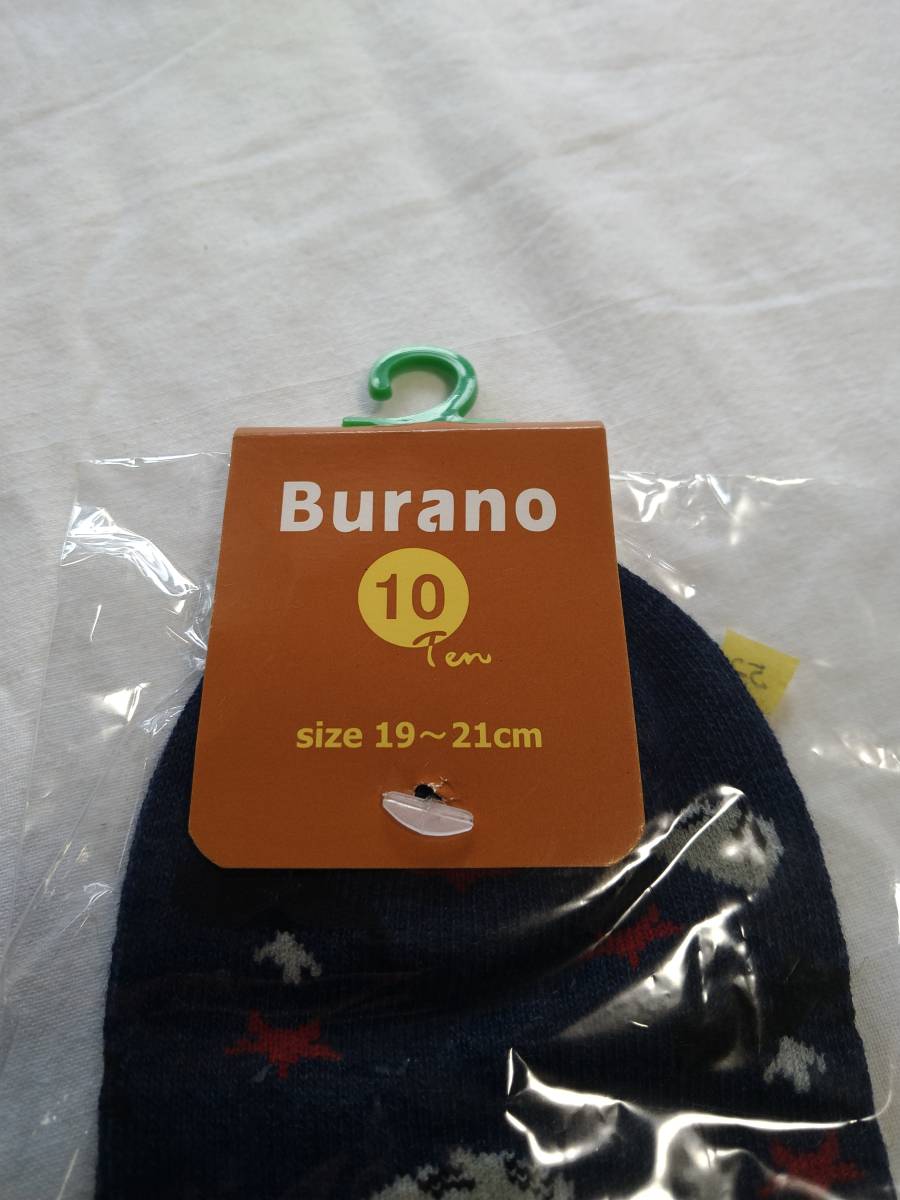 Burano
10
Ten
size 19~21cm